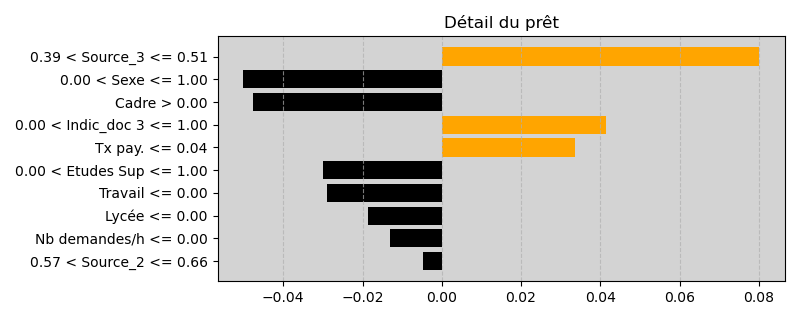 Détail du prêt
0.39 < Source_3 <= 0.51
0.00 < Sexe <= 1.00
Cadre > 0.00
0.00 < Indic_doc 3 <= 1.00
Tx pay. <= 0.04
0.00 < Etudes Sup <= 1.00
Travail <= 0.00
Lycée <= 0.00
Nb demandes/h <= 0.00
0.57 < Source_2 <= 0.66
−0.04 −0.02 0.00 0.02 0.04 0.06 0.08